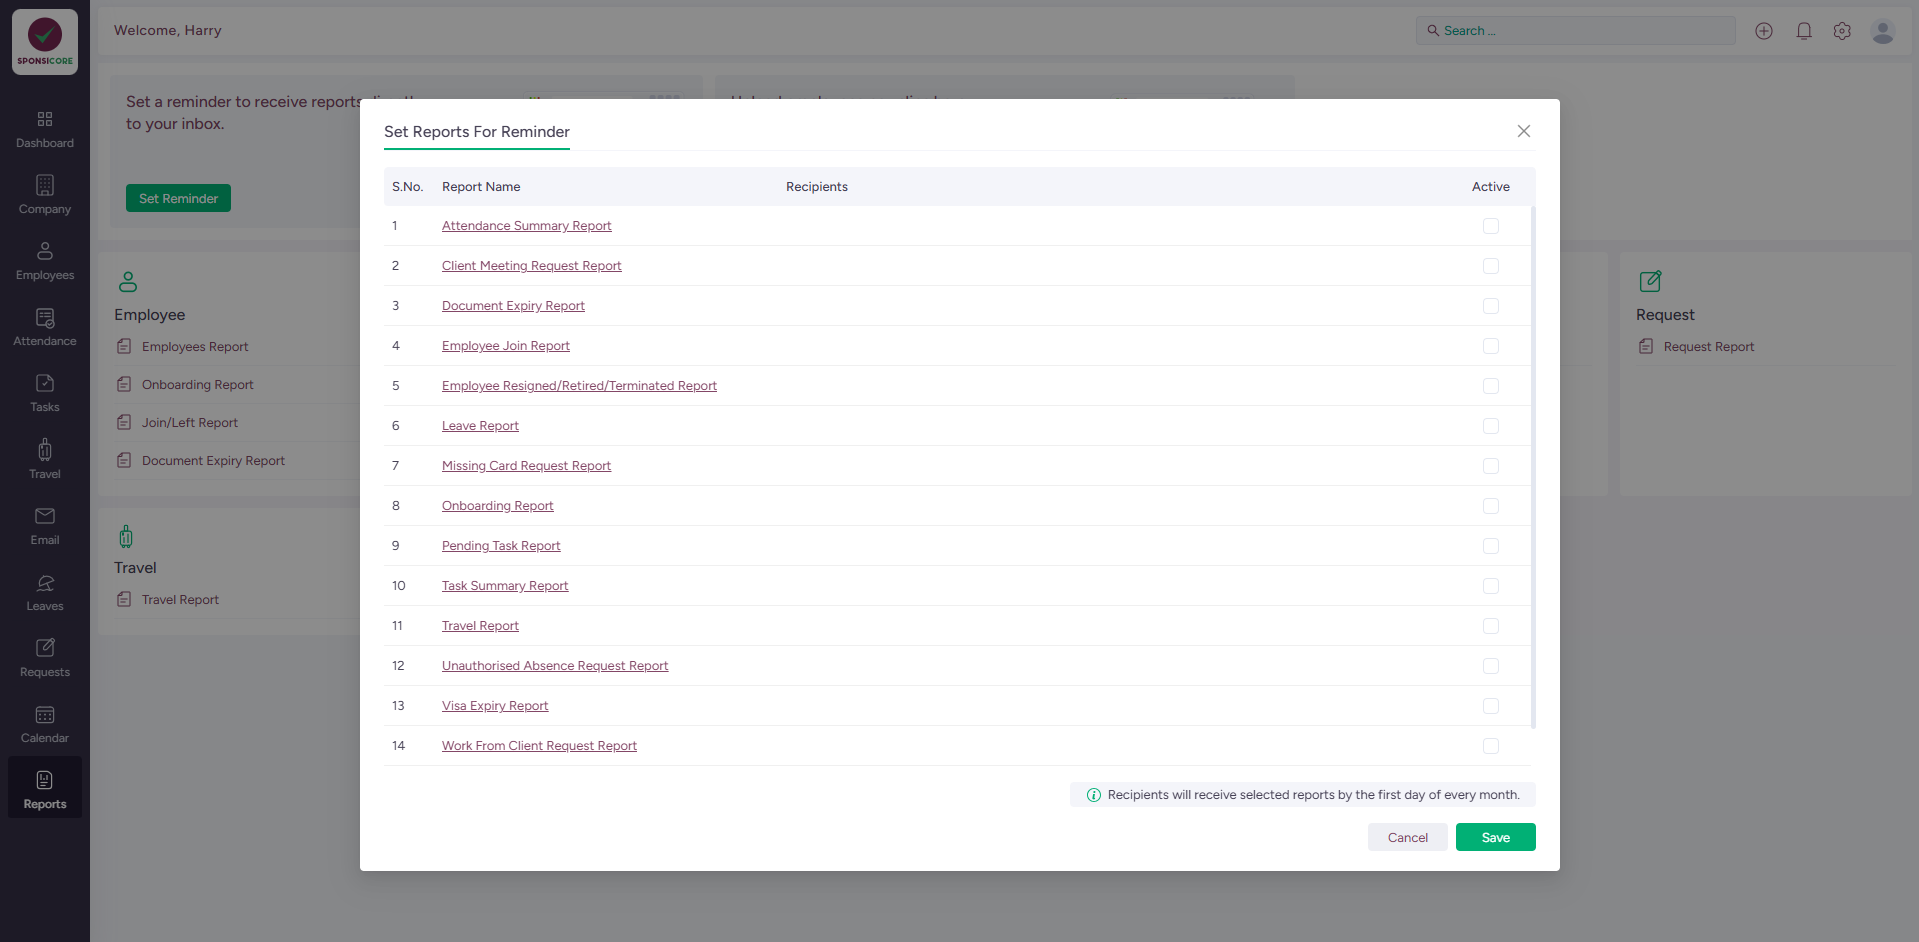 SPONSICORE
Welcome, Harry
Search ...
Set a reminder to receive reports
to your inbox.
Set Reminder
Dashboard
Company
Employees
Attendance
Tasks
Travel
Email
Leaves
Requests
Calendar
Reports
Employee
Employees Report
Onboarding Report
Join/Left Report
Document Expiry Report
Travel
Travel Report
Request
Request Report
Set Reports For Reminder
S.No. Report Name Recipients Active
1 Attendance Summary Report
2 Client Meeting Request Report
3 Document Expiry Report
4 Employee Join Report
5 Employee Resigned/Retired/Terminated Report
6 Leave Report
7 Missing Card Request Report
8 Onboarding Report
9 Pending Task Report
10 Task Summary Report
11 Travel Report
12 Unauthorised Absence Request Report
13 Visa Expiry Report
14 Work From Client Request Report
Recipients will receive selected reports by the first day of every month.
Cancel
Save